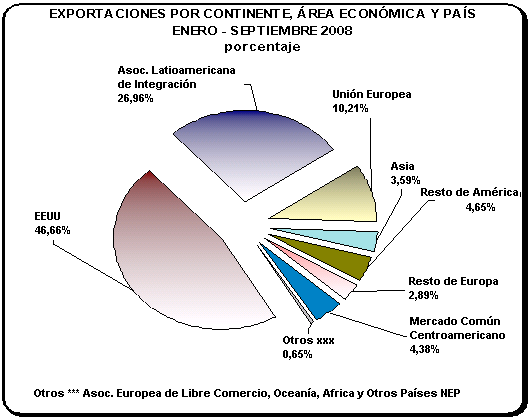 EXPORTACIONES POR CONTINENTE, ÁREA ECONÓMICA Y PAÍS
ENERO - SEPTIEMBRE 2008
porcentaje
Asoc. Latioamericana
de Integración
26,96%
Unión Europea
10,21%
Asia
3,59%
Resto de América
4,65%
EEUU
46,66%
Resto de Europa
2,89%
Mercado Común
Centroamericano
4,38%
Otros xxx
0,65%
Otros *** Asoc. Europea de Libre Comercio, Oceanía, Africa y Otros Países NEP